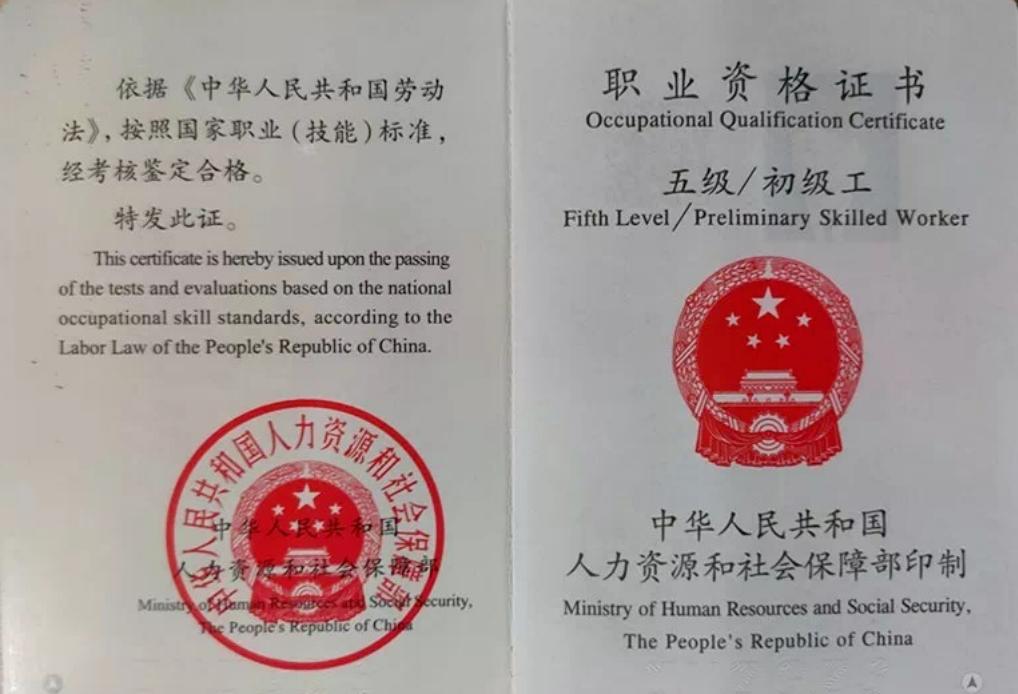 依据《中华人民共和国劳动
法》，按照国家职业（技能）标准，
经考核鉴定合格。
特发此证。
This certificate is hereby issued upon the passing
of the tests and evaluations based on the national
occupational skill standards, according to the
Labor Law of the People's Republic of China.
中华人民共和国人力资源和社会保障部
中华人民共和国
人力资源和社会保障部
Ministry of Human Resources and Social Security,
The People's Republic of China
职业资格证书
Occupational Qualification Certificate
五级/初级工
Fifth Level/Preliminary Skilled Worker
中华人民共和国
人力资源和社会保障部印制
Ministry of Human Resources and Social Security,
The People's Republic of China